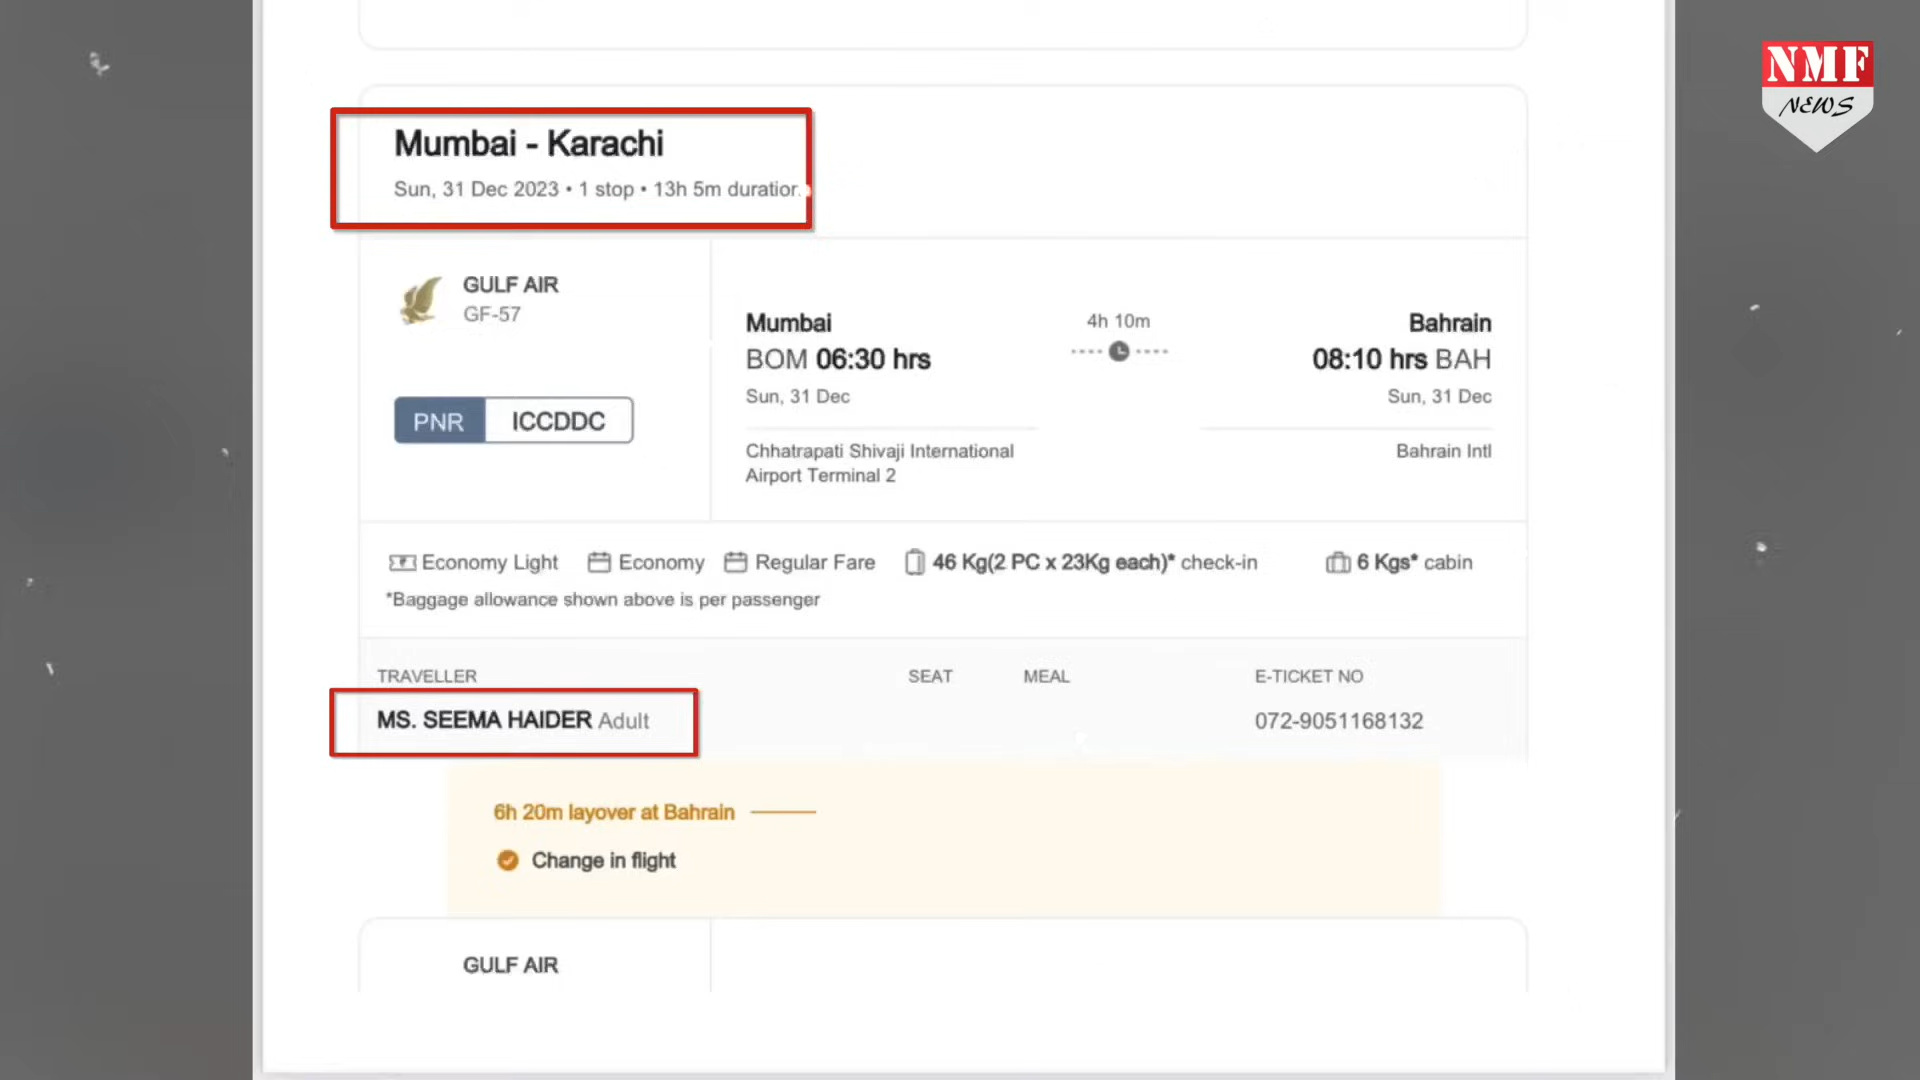 NMF
NEWS
Mumbai - Karachi
Sun, 31 Dec 2023 • 1 stop • 13h 5m duration
GULF AIR
GF-57
PNR ICCDDC
Mumbai
BOM 06:30 hrs
Sun, 31 Dec
Chhatrapati Shivaji International
Airport Terminal 2
4h 10m
Bahrain
08:10 hrs BAH
Sun, 31 Dec
Bahrain Intl
Economy Light Economy Regular Fare 46 Kg(2 PC x 23Kg each)* check-in 6 Kgs* cabin
*Baggage allowance shown above is per passenger
TRAVELLER SEAT MEAL E-TICKET NO
MS. SEEMA HAIDER Adult 072-9051168132
6h 20m layover at Bahrain
Change in flight
GULF AIR